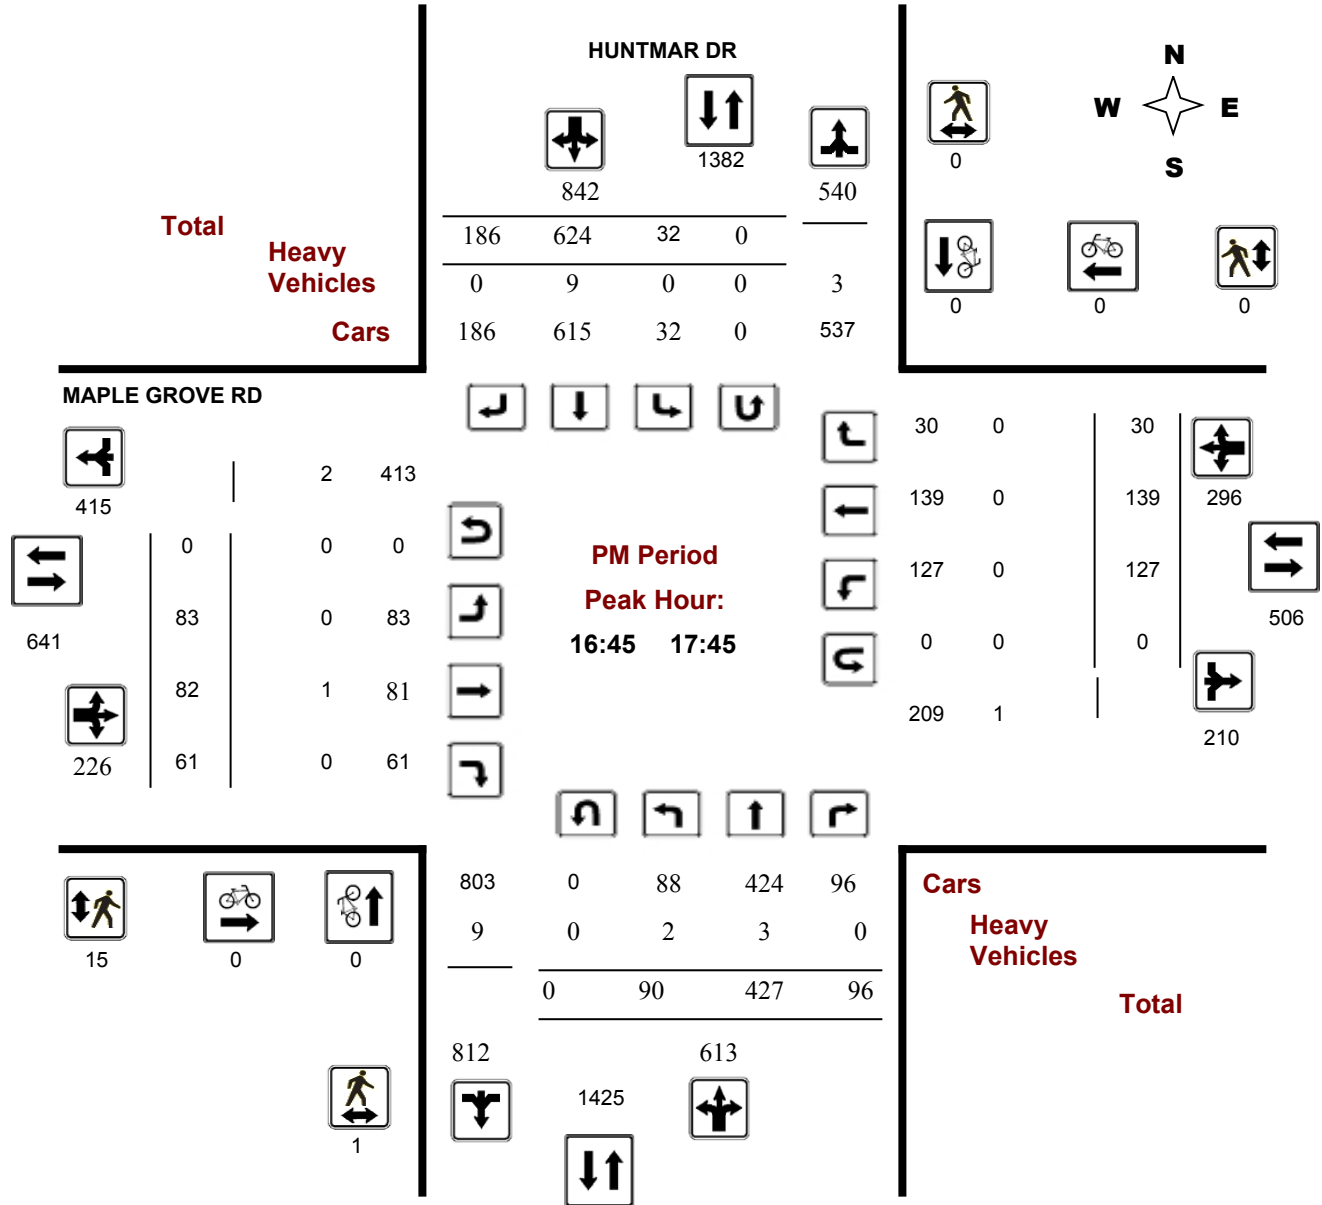 HUNTMAR DR
N
W E
S
1382
0
842 540
Total
186 624 32 0
Heavy
Vehicles
0 9 0 0 3
0 0 0
Cars
186 615 32 0 537
MAPLE GROVE RD
30 0 30
2 413
415
139 0 139 296
0 0 0
PM Period
127 0 127
Peak Hour:
83 0 83
506
641
16:45 17:45
0 0 0
82 1 81
209 1
210
226 61 0 61
803 0 88 424 96
Cars
9 0 2 3 0
Heavy
Vehicles
15 0 0
0 90 427 96
Total
812 613
1425
1